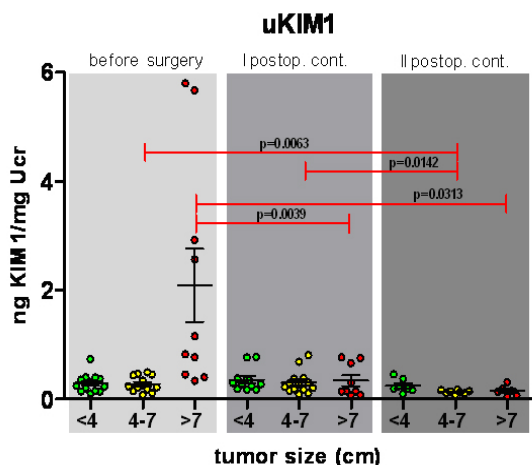 uKIM1
before surgery
I postop. cont.
II postop. cont.
ng KIM 1/mg Ucr
6
4
2
0
p=0.0063
p=0.0142
p=0.0313
p=0.0039
<4 4-7 >7 <4 4-7 >7 <4 4-7 >7
tumor size (cm)